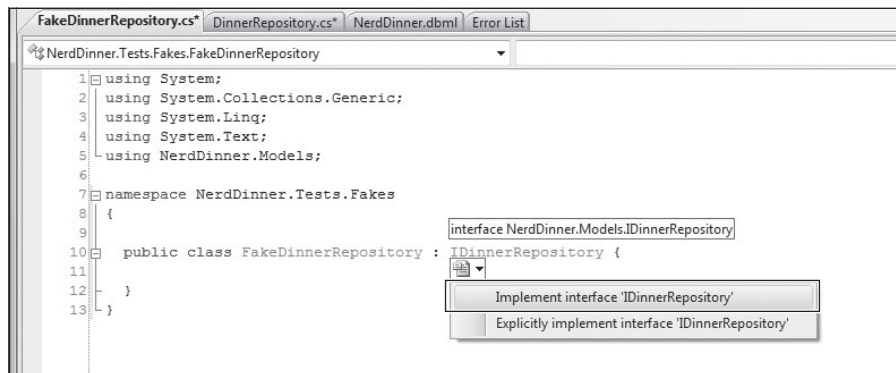 FakeDinnerRepository.cs* DinnerRepository.cs* NerdDinner.dbml Error List
NerdDinner.Tests.Fakes.FakeDinnerRepository
1 using System;
2 using System.Collections.Generic;
3 using System.Linq;
4 using System.Text;
5 using NerdDinner.Models;
6
7 namespace NerdDinner.Tests.Fakes
8 {
9
interface NerdDinner.Models.IDinnerRepository
10 public class FakeDinnerRepository : IDinnerRepository {
11
12 }
13 }
Implement interface 'IDinnerRepository'
Explicitly implement interface 'IDinnerRepository'